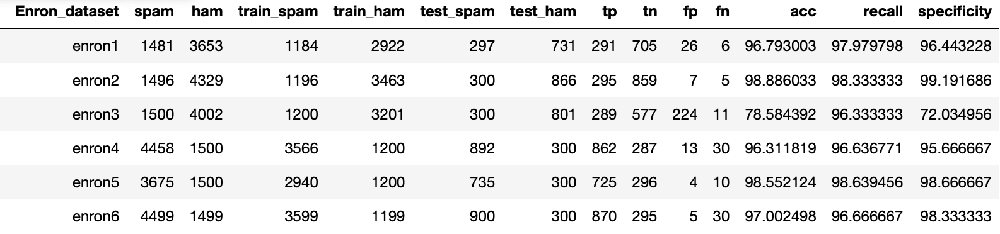 Enron_dataset spam ham train_spam train_ham test_spam test_ham tp tn fp fn acc recall specificity
enron1 1481 3653 1184 2922 297 731 291 705 26 6 96.793003 97.979798 96.443228
enron2 1496 4329 1196 3463 300 866 295 859 7 5 98.886033 98.333333 99.191686
enron3 1500 4002 1200 3201 300 801 289 577 224 11 78.584392 96.333333 72.034956
enron4 4458 1500 3566 1200 892 300 862 287 13 30 96.311819 96.636771 95.666667
enron5 3675 1500 2940 1200 735 300 725 296 4 10 98.552124 98.639456 98.666667
enron6 4499 1499 3599 1199 900 300 870 295 5 30 97.002498 96.666667 98.333333